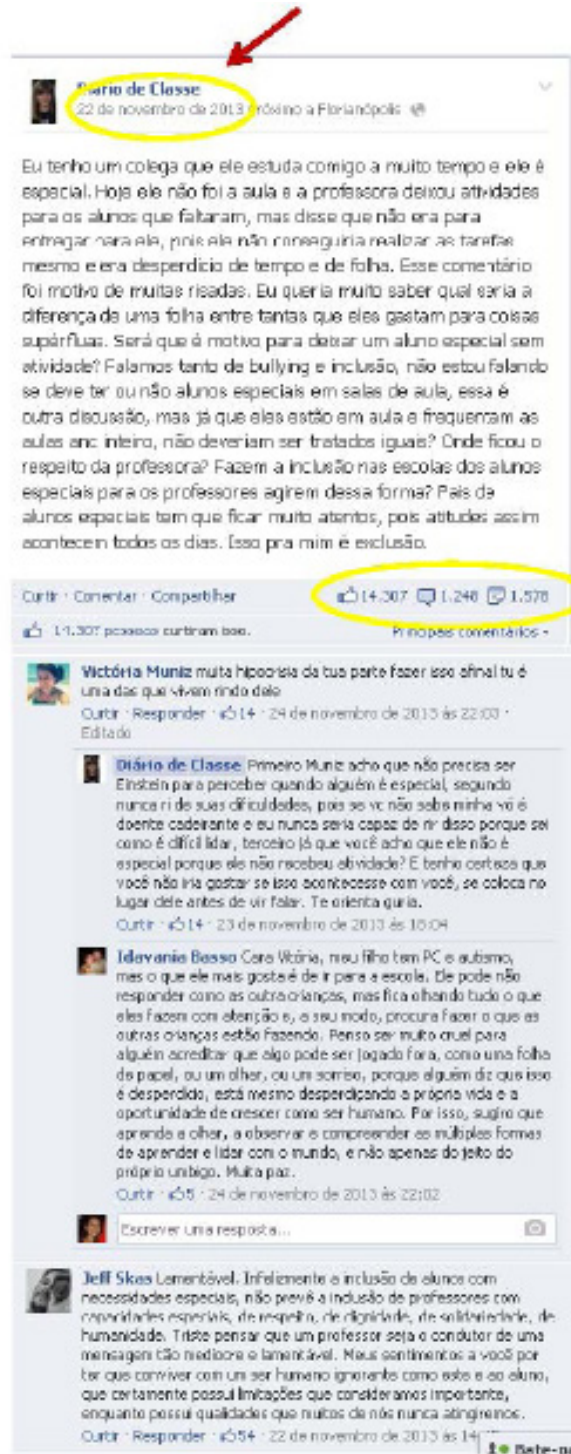 Diário de Classe
22 de novembro de 2013 próximo a Florianópolis
Eu tenho um colega que ele estuda comigo a muito tempo e ele é
especial. Hoje ele não foi a aula e a professora deixou atividades
para os alunos que faltaram, mas disse que não era para
entregar para ele, pois ele não conseguiria realizar as tarefas
mesmo e era desperdício de tempo e de folha. Esse comentário
foi motivo de muitas risadas. Eu queria muito saber qual seria a
diferença de uma folha entre tantas que eles gastam para coisas
supérfluas. Será que é motivo para deixar um aluno especial sem
atividade? Falamos tanto de bullying e inclusão, não estou falando
se deve ter ou não alunos especiais em salas de aula, essa é
outra discussão, mas já que eles estão em aula e frequentam as
aulas ano inteiro, não deveriam ser tratados iguais? Onde ficou o
respeito da professora? Fazem a inclusão nas escolas dos alunos
especiais para os professores agirem dessa forma? Pais de
alunos especiais tem que ficar muito atentos, pois atitudes assim
acontecem todos os dias. Isso pra mim é exclusão.
Curtir · Comentar · Compartilhar 14.307 1.248 1.578
14.307 pessoas curtiram isso. Principais comentários
Victória Muniz muita hipocrisia da tua parte fazer isso afinal tu é
uma das que vivem rindo dele
Curtir · Responder · 14 · 24 de novembro de 2013 às 22:03 ·
Editado
Diário de Classe Primeiro Muniz acho que não precisa ser
Einstein para perceber quando alguém é especial, segundo
nunca ri de suas dificuldades, pois se vc não sabe minha vó é
doente cadeirante e eu nunca seria capaz de rir disso porque sei
como é difícil lidar, terceiro já que você acho que ele não é
especial porque ele não recebeu atividade? E tenho certeza que
você não iria gostar se isso acontecesse com você, se coloca no
lugar dele antes de vir falar. Te orienta guria.
Curtir · 14 · 23 de novembro de 2013 às 18:04
Idavania Basso Cara Vitória, meu filho tem PC e autismo,
mas o que ele mais gosta é de ir para a escola. Ele pode não
responder como as outra crianças, mas fica olhando tudo o que
elas fazem com atenção e, a seu modo, procura fazer o que as
outras crianças estão fazendo. Penso ser muito cruel para
alguém acreditar que algo pode ser jogado fora, como uma folha
de papel, ou um olhar, ou um sorriso, porque alguém diz que isso
é desperdício, está mesmo desperdiçando a própria vida e a
oportunidade de crescer como ser humano. Por isso, sugiro que
aprenda a olhar, a observar e compreender as múltiplas formas
de aprender e lidar com o mundo, e não apenas do jeito do
próprio umbigo. Muita paz.
Curtir · 5 · 24 de novembro de 2013 às 22:02
Escrever uma resposta...
Jeff Skas Lamentável. Infelizmente a inclusão de alunos com
necessidades especiais, não prevê a inclusão de professores com
capacidades especiais, de respeito, de dignidade, de solidariedade, de
humanidade. Triste pensar que um professor seja o condutor de uma
mensagem tão medíocre e lamentável. Meus sentimentos a você por
ter que conviver com um ser humano ignorante como este e ao aluno,
que certamente possui limitações que consideramos importante,
enquanto possui qualidades que muitos de nós nunca atingiremos.
Curtir · Responder · 54 · 22 de novembro de 2013 às
Bate-p